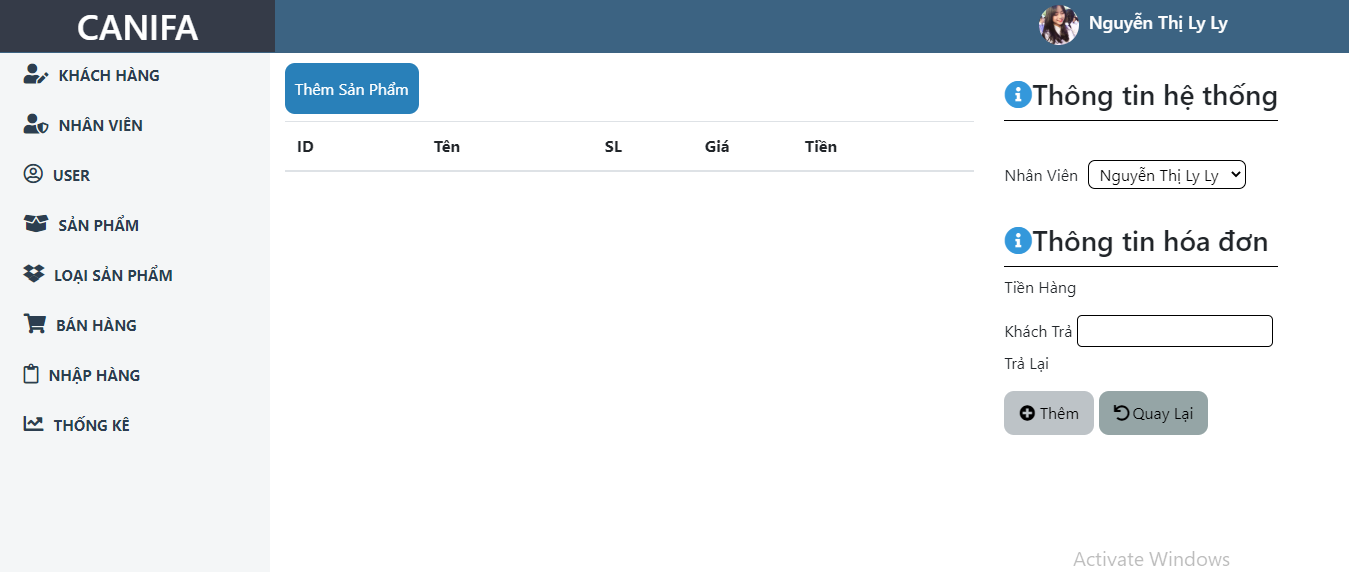 CANIFA
Nguyễn Thị Ly Ly
KHÁCH HÀNG
NHÂN VIÊN
USER
SẢN PHẨM
LOẠI SẢN PHẨM
BÁN HÀNG
NHẬP HÀNG
THỐNG KÊ
Thêm Sản Phẩm
ID Tên SL Giá Tiền
Thông tin hệ thống
Nhân Viên Nguyễn Thị Ly Ly
Thông tin hóa đơn
Tiền Hàng
Khách Trả
Trả Lại
Thêm Quay Lại
Activate Windows